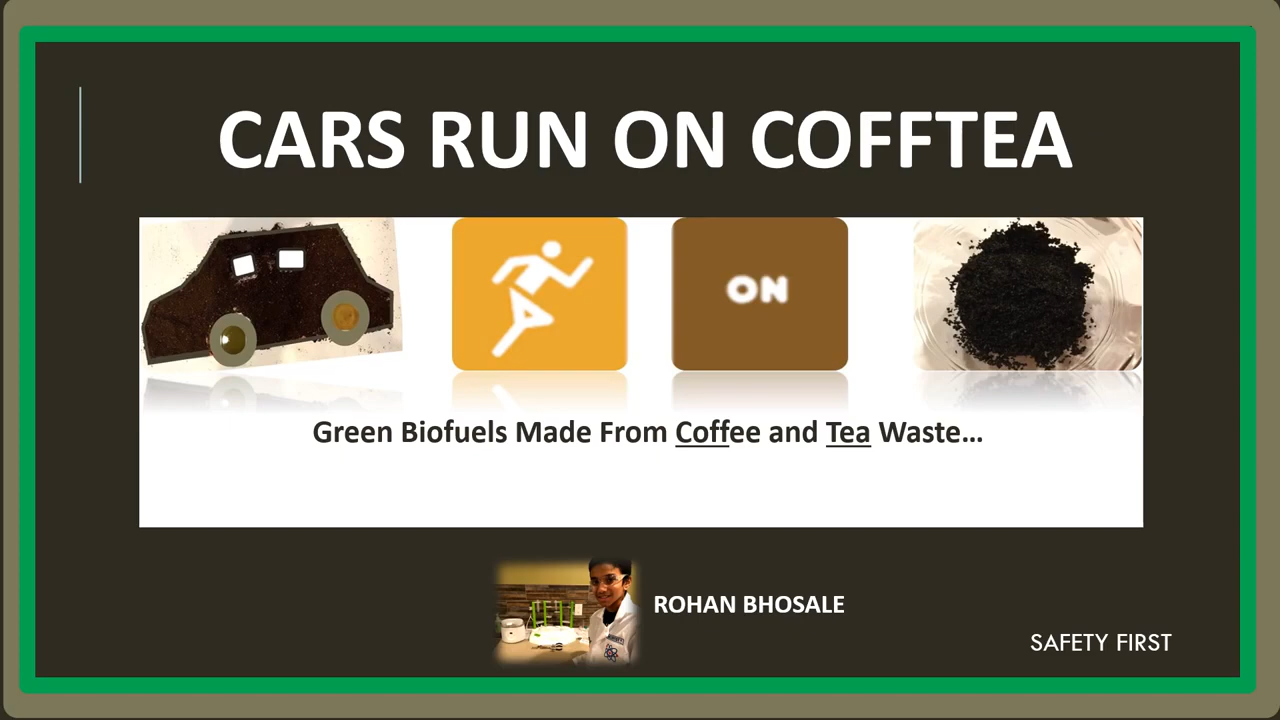 CARS RUN ON COFFTEA
ON
Green Biofuels Made From Coffee and Tea Waste...
ROHAN BHOSALE
SAFETY FIRST